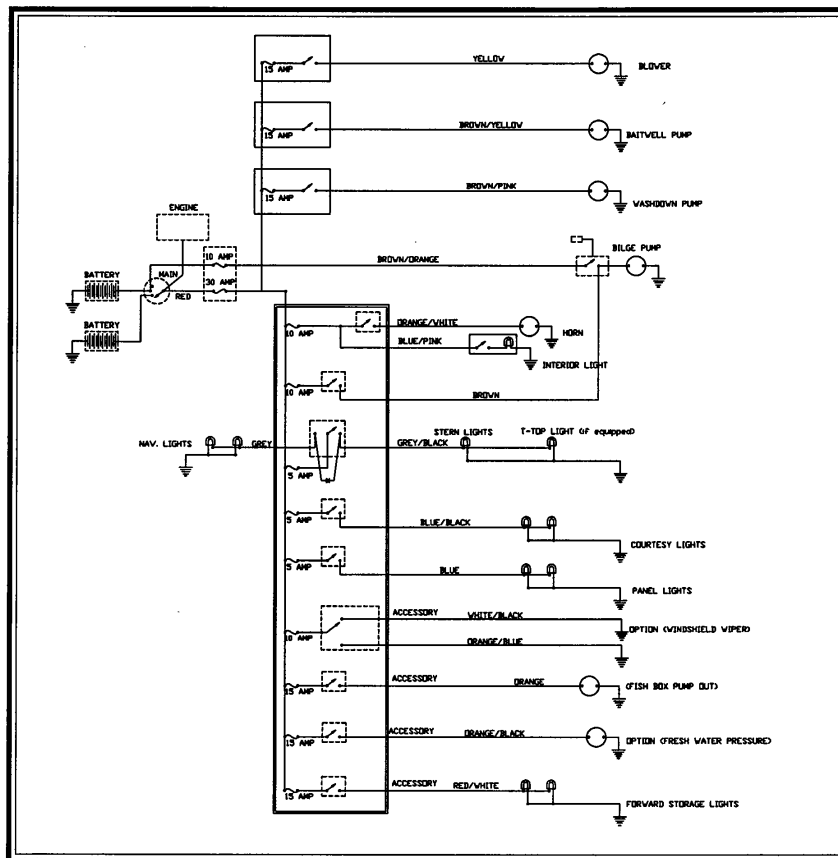 YELLOW
15 AMP
BLOWER
BROWN/YELLOW
15 AMP
BAITWELL PUMP
BROWN/PINK
15 AMP
WASHDOWN PUMP
ENGINE
10 AMP
BROWN/ORANGE
BILGE PUMP
BATTERY
MAIN
RED
30 AMP
BATTERY
10 AMP
ORANGE/WHITE
HORN
BLUE/PINK
INTERIOR LIGHT
10 AMP
BROWN
NAV. LIGHTS
GREY
GREY/BLACK
STERN LIGHTS
T-TOP LIGHT (if equipped)
5 AMP
5 AMP
BLUE/BLACK
COURTESY LIGHTS
5 AMP
BLUE
PANEL LIGHTS
ACCESSORY
WHITE/BLACK
10 AMP
OPTION (WINDSHIELD WIPER)
ORANGE/BLUE
ACCESSORY
ORANGE
15 AMP
(FISH BOX PUMP OUT)
ACCESSORY
ORANGE/BLACK
15 AMP
OPTION (FRESH WATER PRESSURE)
ACCESSORY
RED/WHITE
15 AMP
FORWARD STORAGE LIGHTS